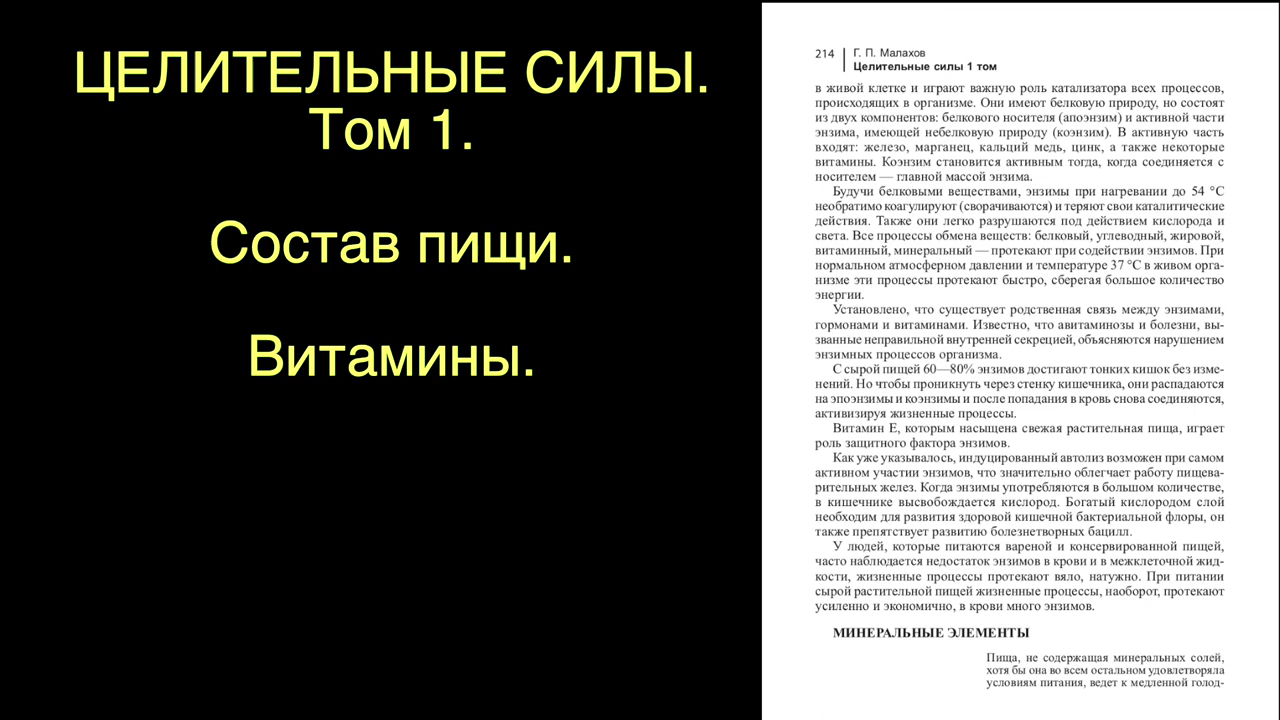 ЦЕЛИТЕЛЬНЫЕ СИЛЫ.
Том 1.
Состав пищи.
Витамины.
214
Г. П. Малахов
Целительные силы 1 том
в живой клетке и играют важную роль катализатора всех процессов,
происходящих в организме. Они имеют белковую природу, но состоят
из двух компонентов: белкового носителя (апоэнзим) и активной части
энзима, имеющей небелковую природу (коэнзим). В активную часть
входят: железо, марганец, кальций медь, цинк, а также некоторые
витамины. Коэнзим становится активным тогда, когда соединяется с
носителем — главной массой энзима.
Будучи белковыми веществами, энзимы при нагревании до 54 °С
необратимо коагулируют (сворачиваются) и теряют свои каталитические
действия. Также они легко разрушаются под действием кислорода и
света. Все процессы обмена веществ: белковый, углеводный, жировой,
витаминный, минеральный — протекают при содействии энзимов. При
нормальном атмосферном давлении и температуре 37 °С в живом орга-
низме эти процессы протекают быстро, сберегая большое количество
энергии.
Установлено, что существует родственная связь между энзимами,
гормонами и витаминами. Известно, что авитаминозы и болезни, вы-
званные неправильной внутренней секрецией, объясняются нарушением
энзимных процессов организма.
С сырой пищей 60—80% энзимов достигают тонких кишок без изме-
нений. Но чтобы проникнуть через стенку кишечника, они распадаются
на эпоэнзимы и коэнзимы и после попадания в кровь снова соединяются,
активизируя жизненные процессы.
Витамин Е, которым насыщена свежая растительная пища, играет
роль защитного фактора энзимов.
Как уже указывалось, индуцированный автолиз возможен при самом
активном участии энзимов, что значительно облегчает работу пищева-
рительных желез. Когда энзимы употребляются в большом количестве,
в кишечнике высвобождается кислород. Богатый кислородом слой
необходим для развития здоровой кишечной бактериальной флоры, он
также препятствует развитию болезнетворных бацилл.
У людей, которые питаются вареной и консервированной пищей,
часто наблюдается недостаток энзимов в крови и в межклеточной жид-
кости, жизненные процессы протекают вяло, натужно. При питании
сырой растительной пищей жизненные процессы, наоборот, протекают
усиленно и экономично, в крови много энзимов.
МИНЕРАЛЬНЫЕ ЭЛЕМЕНТЫ
Пища, не содержащая минеральных солей,
хотя бы она во всем остальном удовлетворяла
условиям питания, ведет к медленной голод-